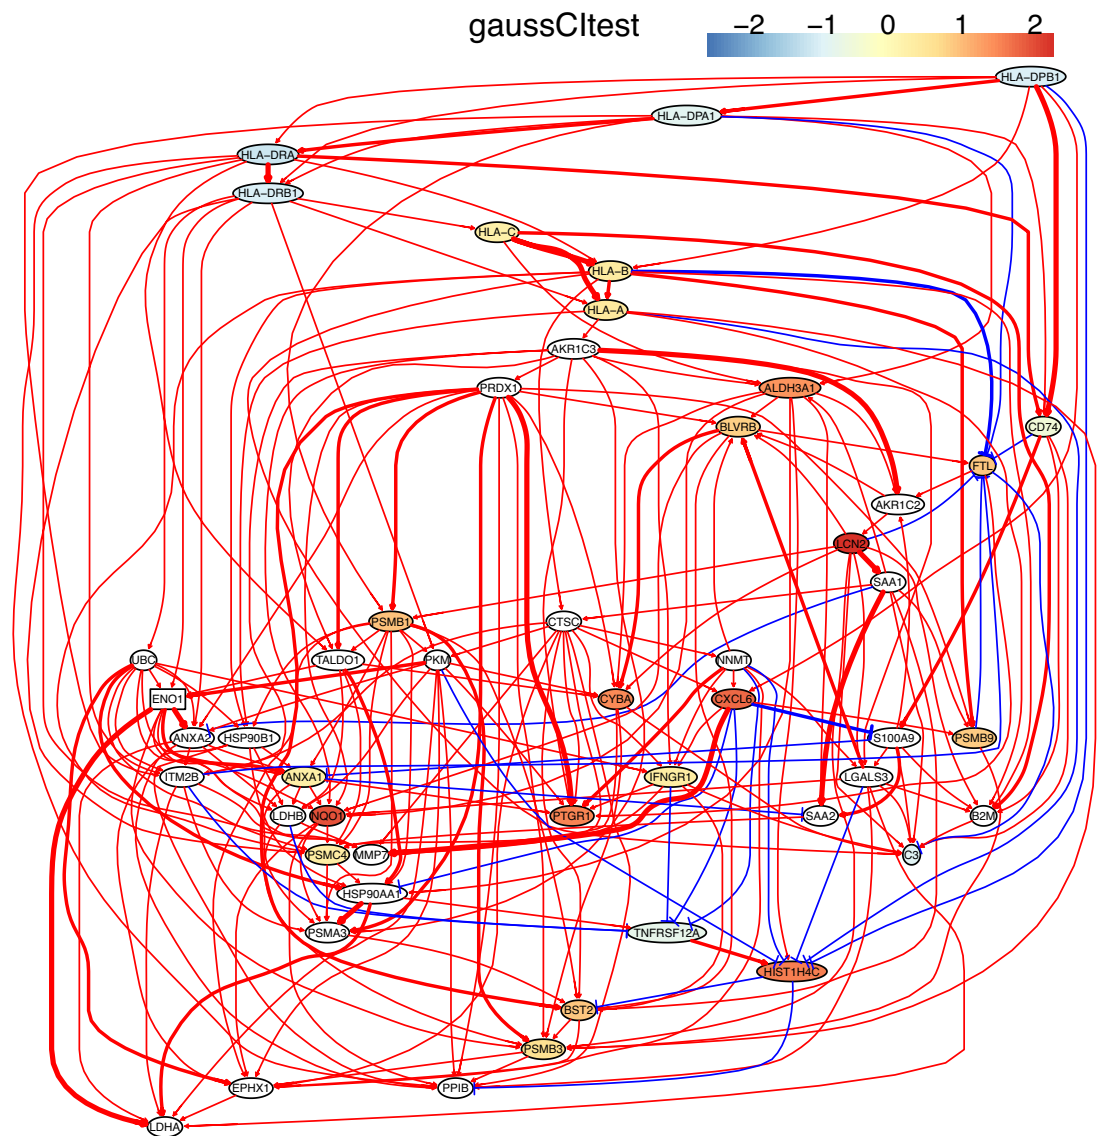 gaussCItest
−2 −1 0 1 2
HLA−DPB1
HLA−DPA1
HLA−DRA
HLA−DRB1
HLA−C
HLA−B
HLA−A
AKR1C3
PRDX1 ALDH3A1
BLVRB CD74
FTL
AKR1C2
LCN2
SAA1
PSMB1 CTSC
UBC TALDO1 PKM NNMT
ENO1 CYBA CXCL6
ANXA2 HSP90B1 S100A9 PSMB9
ITM2B ANXA1 IFNGR1 LGALS3
LDHB NQO1 PTGR1 SAA2 B2M
PSMC4 MMP7 C3
HSP90AA1
PSMA3 TNFRSF12A
HIST1H4C
BST2
PSMB3
EPHX1 PPIB
LDHA